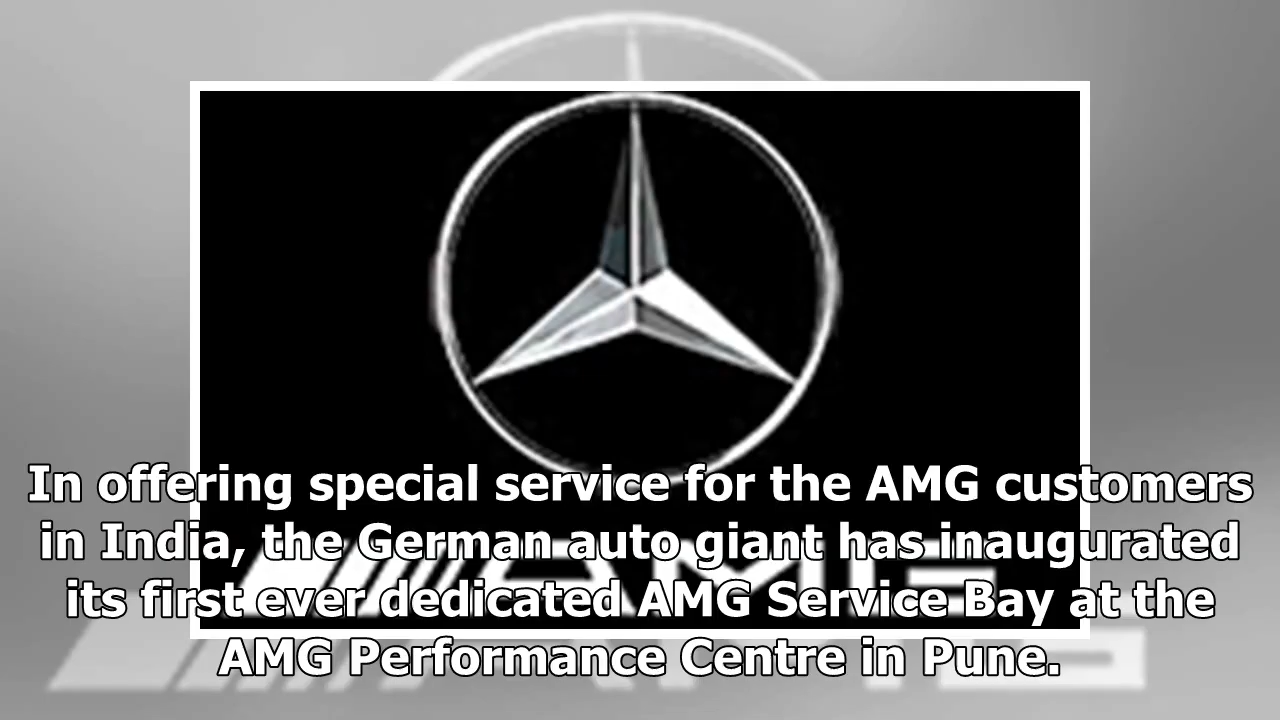 In offering special service for the AMG customers
in India, the German auto giant has inaugurated
its first ever dedicated AMG Service Bay at the
AMG Performance Centre in Pune.
AMG